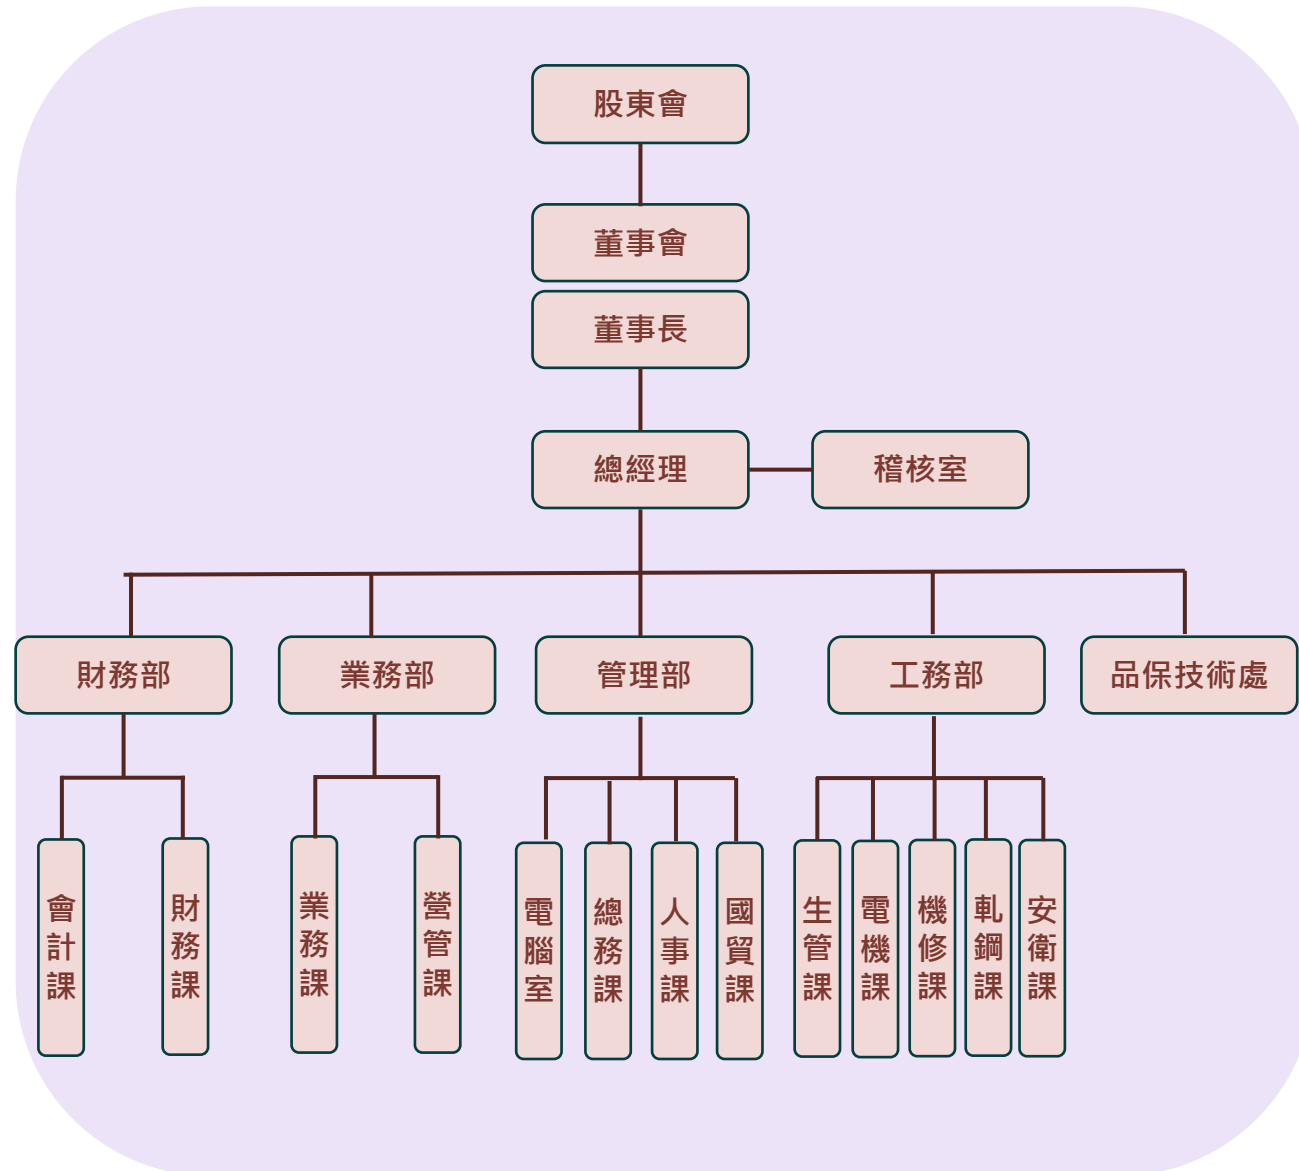 股東會
董事會
董事長
總經理
稽核室
財務部
業務部
管理部
工務部
品保技術處
會計課
財務課
業務課
營管課
電腦室
總務課
人事課
國貿課
生管課
電機課
機修課
軋鋼課
安衛課